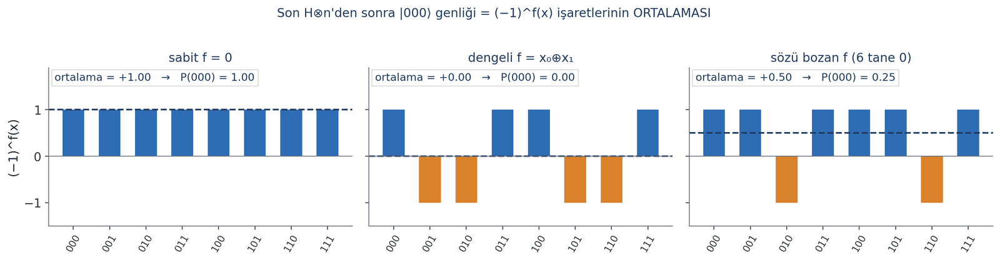 Son H⊗n'den sonra |000⟩ genliği = (−1)^f(x) işaretlerinin ORTALAMASI
sabit f = 0
ortalama = +1.00 → P(000) = 1.00
(−1)^f(x)
1
0
−1
000 001 010 011 100 101 110 111
dengeli f = x₀⊕x₁
ortalama = +0.00 → P(000) = 0.00
000 001 010 011 100 101 110 111
sözü bozan f (6 tane 0)
ortalama = +0.50 → P(000) = 0.25
000 001 010 011 100 101 110 111